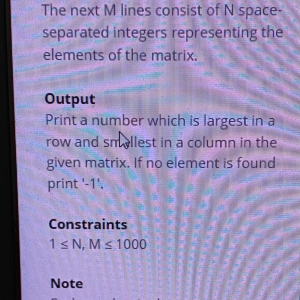 The next M lines consist of N space-
separated integers representing the
elements of the matrix.
Output
Print a number which is largest in a
row and smallest in a column in the
given matrix. If no element is found
print '-1'.
Constraints
1 ≤ N, M ≤ 1000
Note